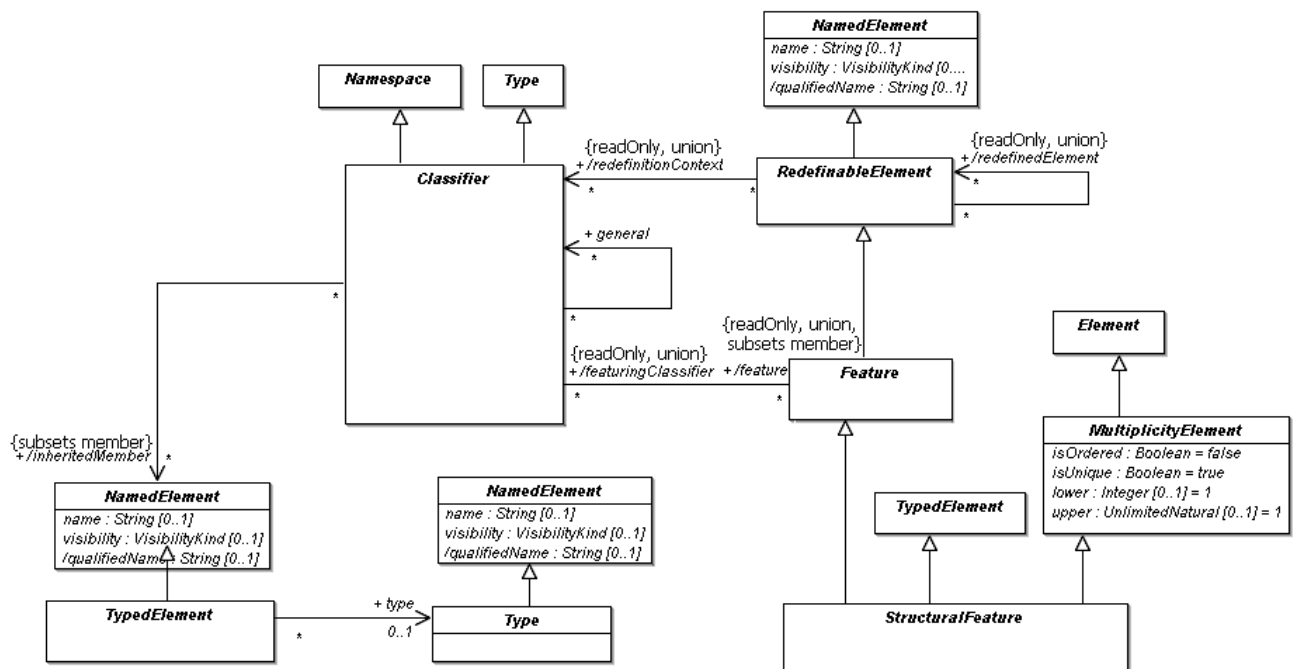 NamedElement
name : String [0..1]
visibility : VisibilityKind [0....
/qualifiedName : String [0..1]
Namespace
Type
{readOnly, union}
+ /redefinitionContext
*
*
{readOnly, union}
+ /redefinedElement
*
*
Classifier
RedefinableElement
+ general
*
*
*
{readOnly, union,
subsets member}
{readOnly, union}
+ /featuringClassifier
+ /feature
*
*
Feature
Element
MultiplicityElement
isOrdered : Boolean = false
isUnique : Boolean = true
lower : Integer [0..1] = 1
upper : UnlimitedNatural [0..1] = 1
{subsets member}
+ /inheritedMember
*
NamedElement
name : String [0..1]
visibility : VisibilityKind [0..1]
/qualifiedName : String [0..1]
NamedElement
name : String [0..1]
visibility : VisibilityKind [0..1]
/qualifiedName : String [0..1]
TypedElement
TypedElement
*
+ type
0..1
Type
StructuralFeature